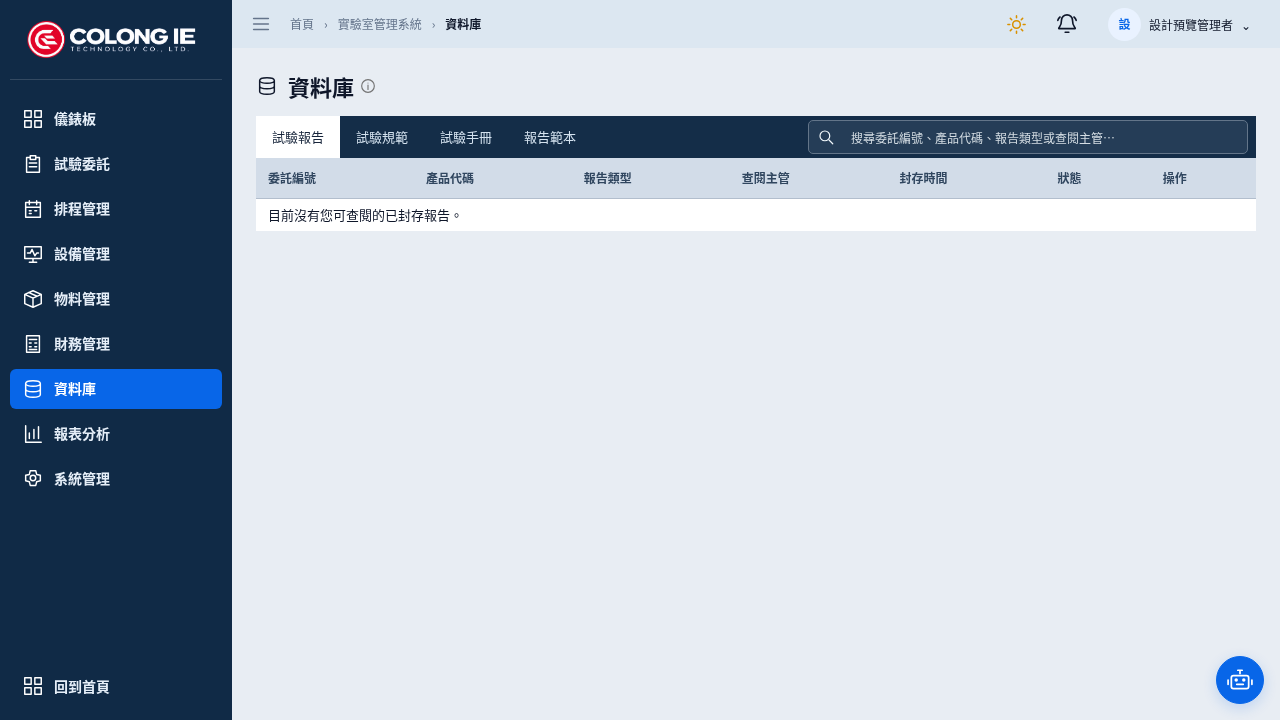 COLONG IE
TECHNOLOGY CO., LTD.
儀錶板
試驗委託
排程管理
設備管理
物料管理
財務管理
資料庫
報表分析
系統管理
回到首頁
首頁 › 實驗室管理系統 › 資料庫
設 設計預覽管理者
資料庫
試驗報告 試驗規範 試驗手冊 報告範本 搜尋委託編號、產品代碼、報告類型或查閱主管…
委託編號 產品代碼 報告類型 查閱主管 封存時間 狀態 操作
目前沒有您可查閱的已封存報告。